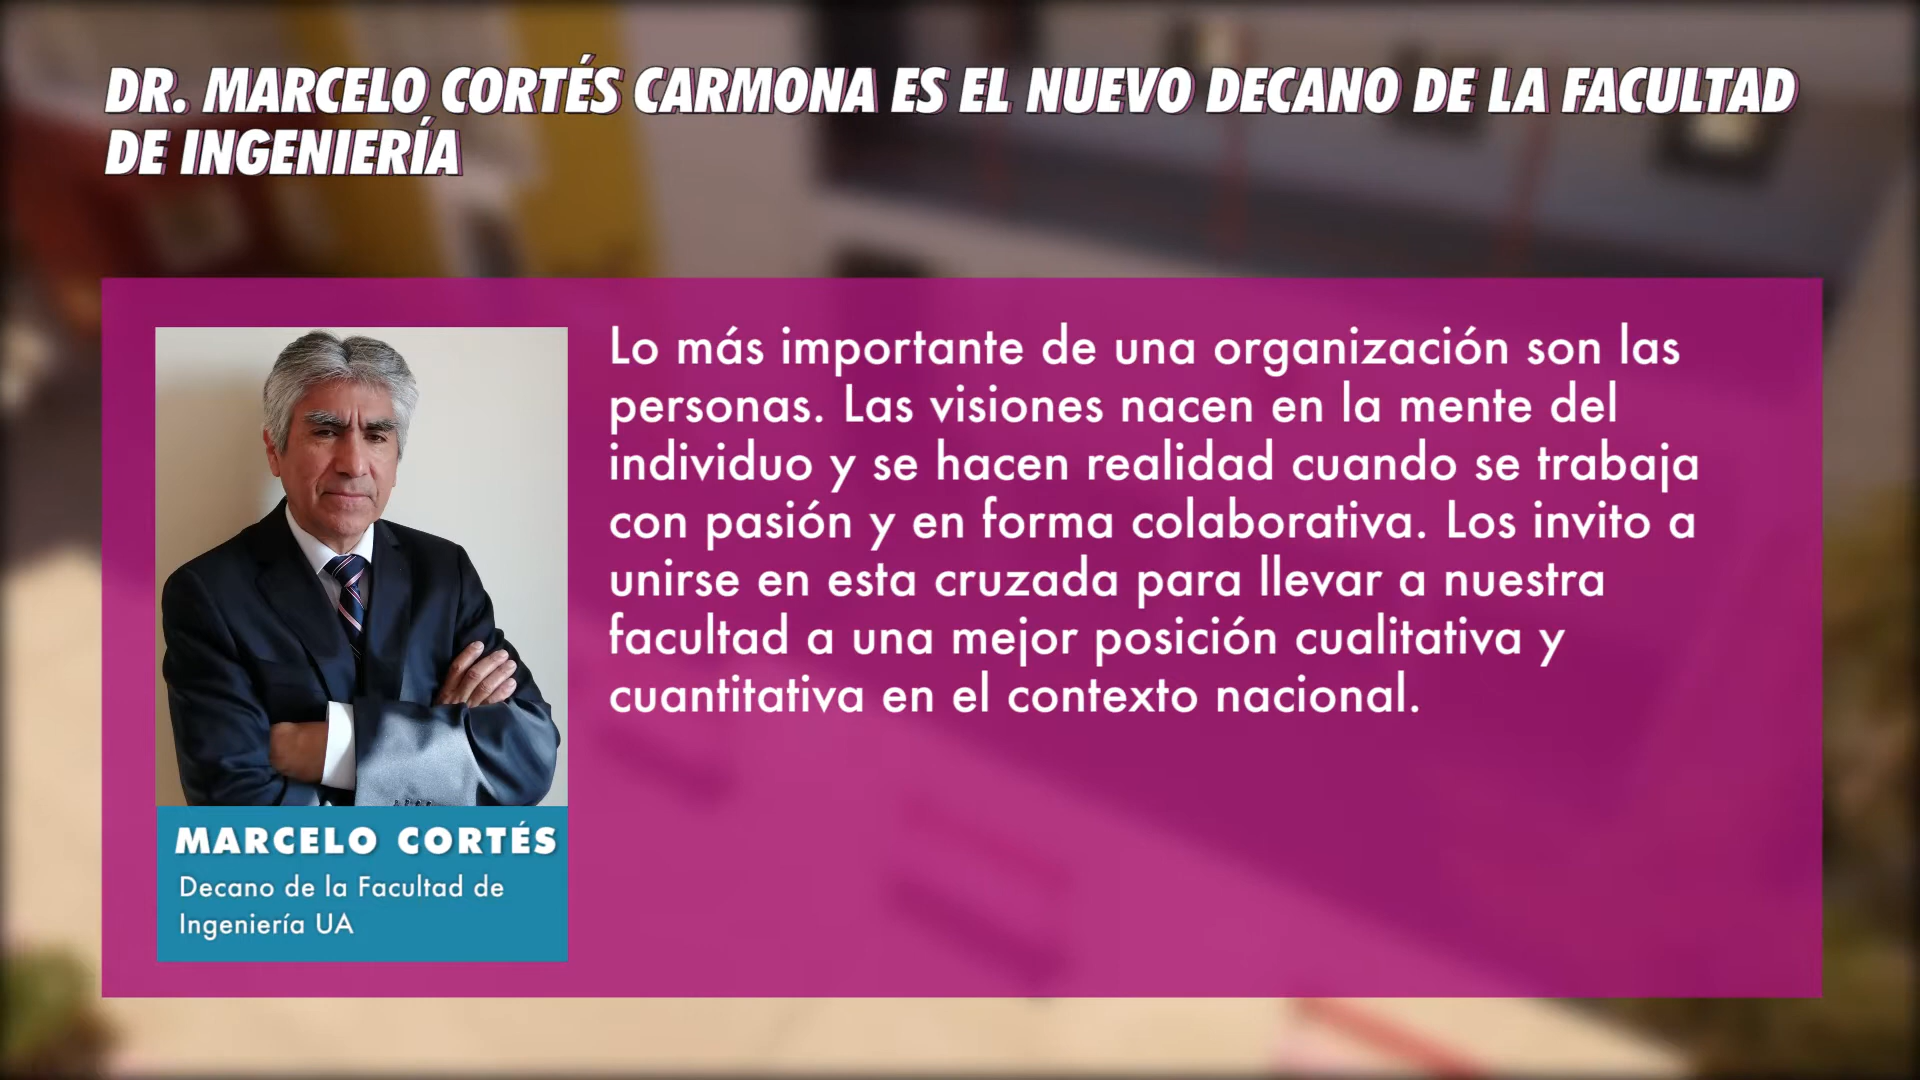 DR. MARCELO CORTÉS CARMONA ES EL NUEVO DECANO DE LA FACULTAD
DE INGENIERÍA
Lo más importante de una organización son las
personas. Las visiones nacen en la mente del
individuo y se hacen realidad cuando se trabaja
con pasión y en forma colaborativa. Los invito a
unirse en esta cruzada para llevar a nuestra
facultad a una mejor posición cualitativa y
cuantitativa en el contexto nacional.
MARCELO CORTÉS
Decano de la Facultad de
Ingeniería UA